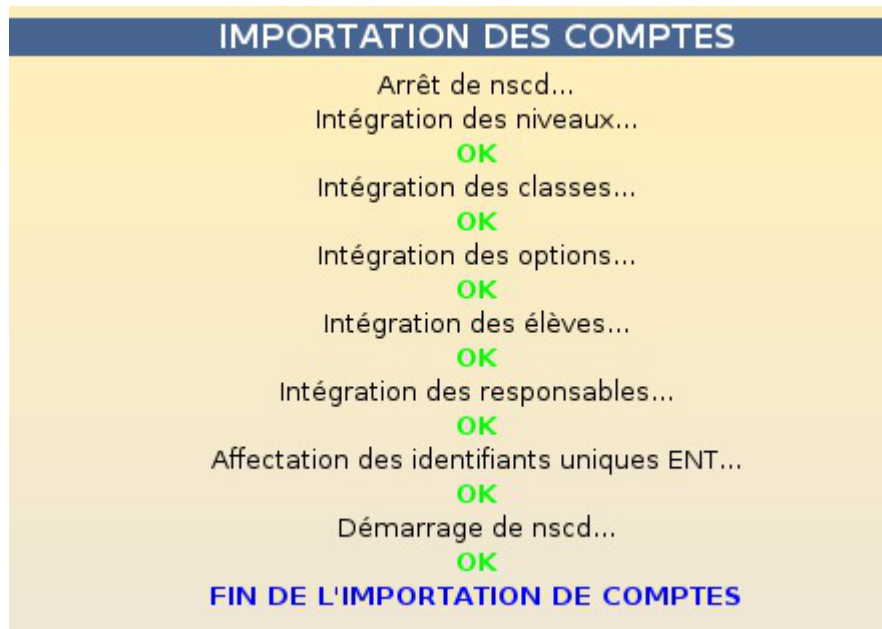 IMPORTATION DES COMPTES
Arrêt de nscd...
Intégration des niveaux...
OK
Intégration des classes...
OK
Intégration des options...
OK
Intégration des élèves...
OK
Intégration des responsables...
OK
Affectation des identifiants uniques ENT...
OK
Démarrage de nscd...
OK
FIN DE L'IMPORTATION DE COMPTES